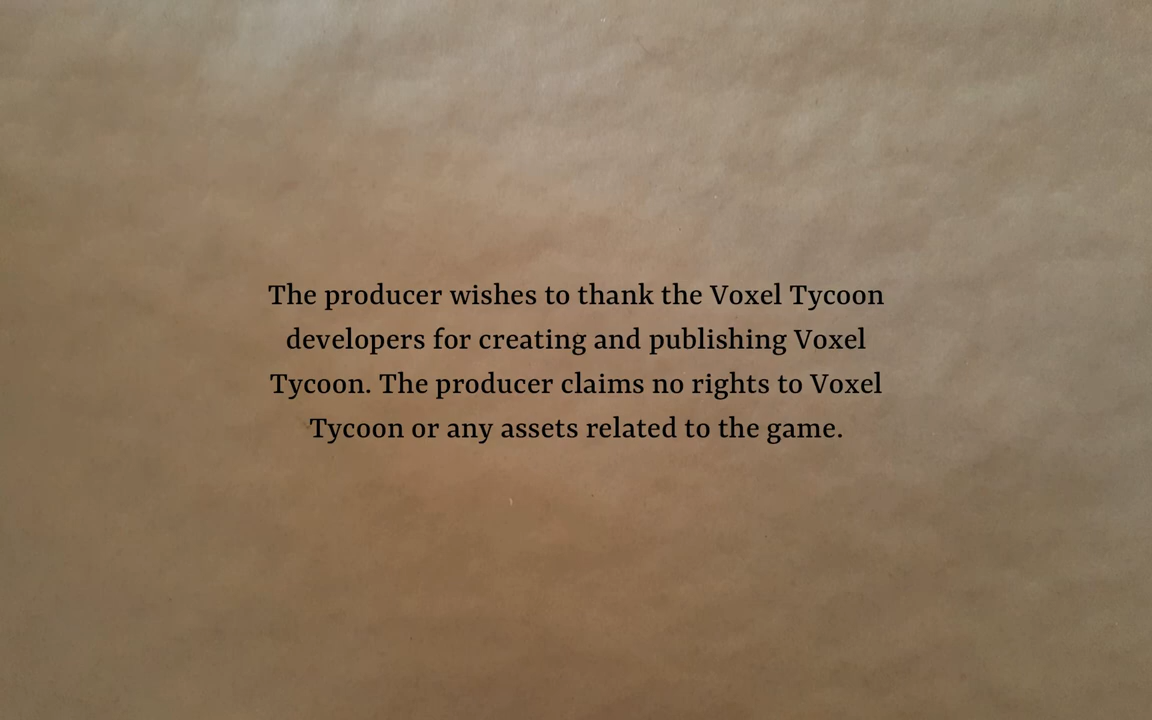 The producer wishes to thank the Voxel Tycoon
developers for creating and publishing Voxel
Tycoon. The producer claims no rights to Voxel
Tycoon or any assets related to the game.